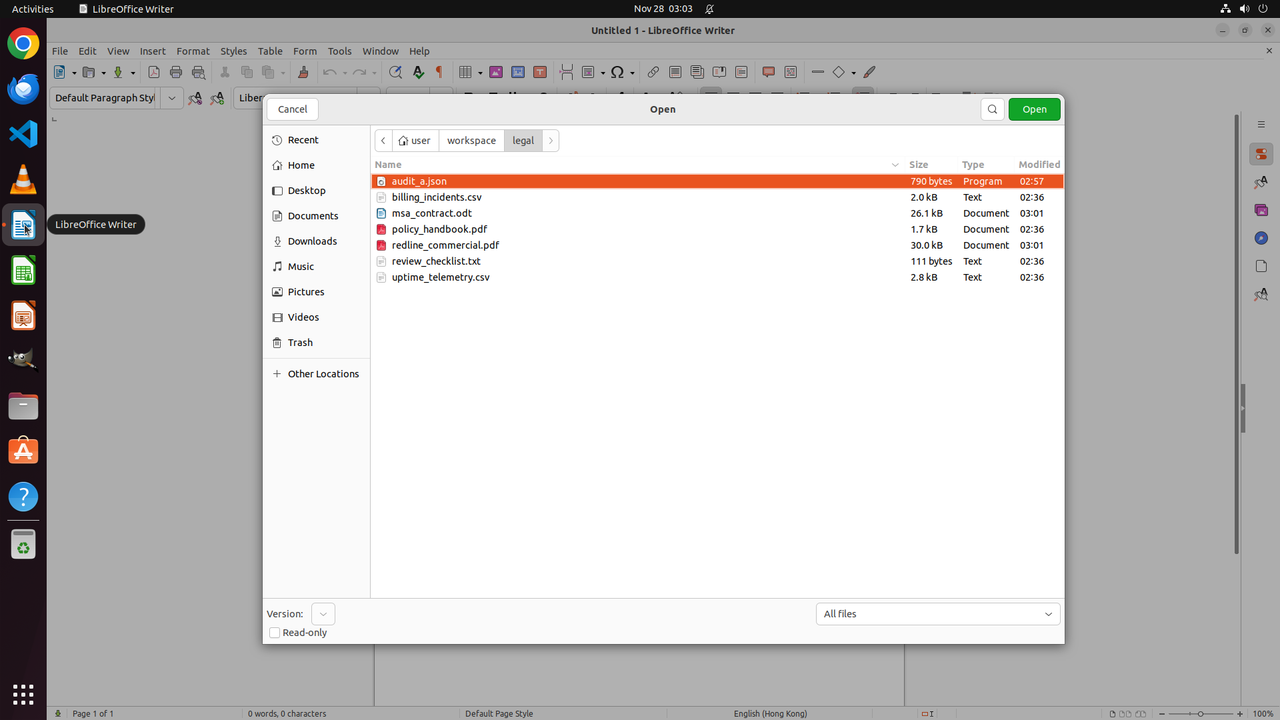 Activities
LibreOffice Writer
Nov 28 03:03
Untitled 1 - LibreOffice Writer
File Edit View Insert Format Styles Table Form Tools Window Help
Default Paragraph Styl
Cancel
Open
Open
Recent
Home
Desktop
Documents
Downloads
Music
Pictures
Videos
Trash
Other Locations
user
workspace
legal
Name Size Type Modified
audit_a.json 790 bytes Program 02:57
billing_incidents.csv 2.0 kB Text 02:36
msa_contract.odt 26.1 kB Document 03:01
policy_handbook.pdf 1.7 kB Document 02:36
redline_commercial.pdf 30.0 kB Document 03:01
review_checklist.txt 111 bytes Text 02:36
uptime_telemetry.csv 2.8 kB Text 02:36
Version:
All files
Read-only
LibreOffice Writer
Page 1 of 1
0 words, 0 characters
Default Page Style
English (Hong Kong)
100%